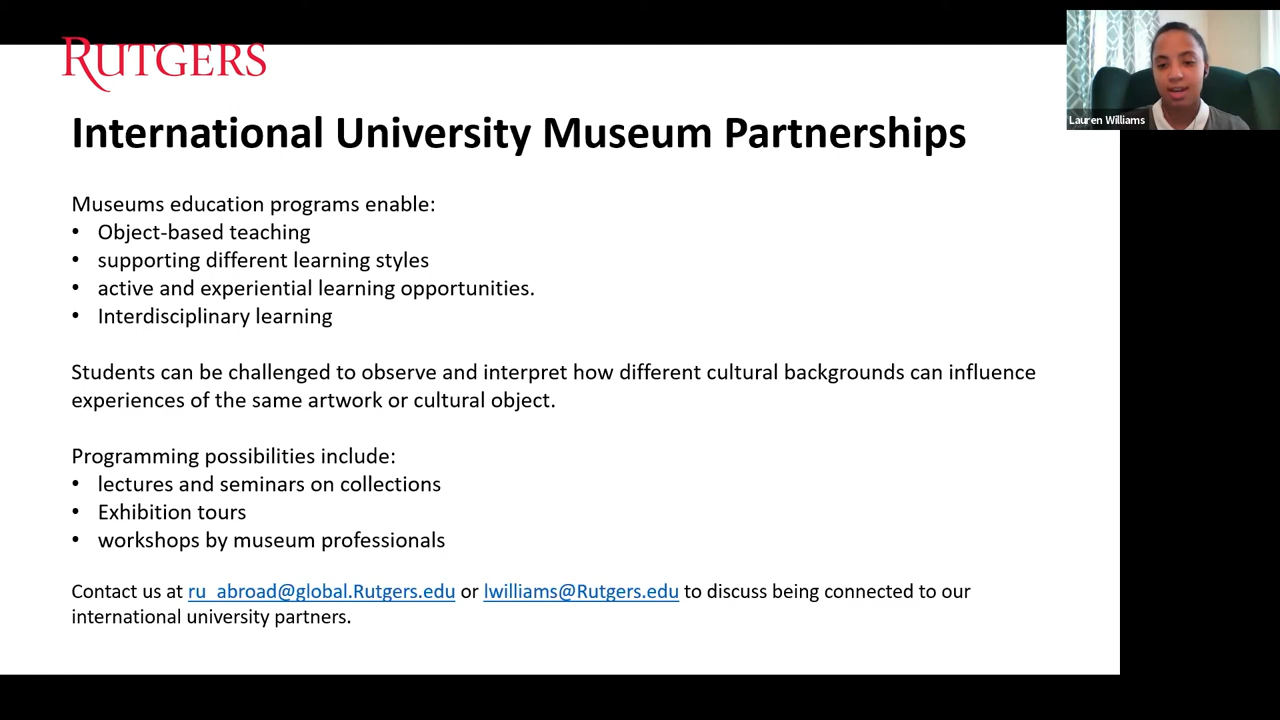 RUTGERS
Lauren Williams
International University Museum Partnerships
Museums education programs enable:
• Object-based teaching
• supporting different learning styles
• active and experiential learning opportunities.
• Interdisciplinary learning
Students can be challenged to observe and interpret how different cultural backgrounds can influence
experiences of the same artwork or cultural object.
Programming possibilities include:
• lectures and seminars on collections
• Exhibition tours
• workshops by museum professionals
Contact us at ru_abroad@global.Rutgers.edu or lwilliams@Rutgers.edu to discuss being connected to our
international university partners.